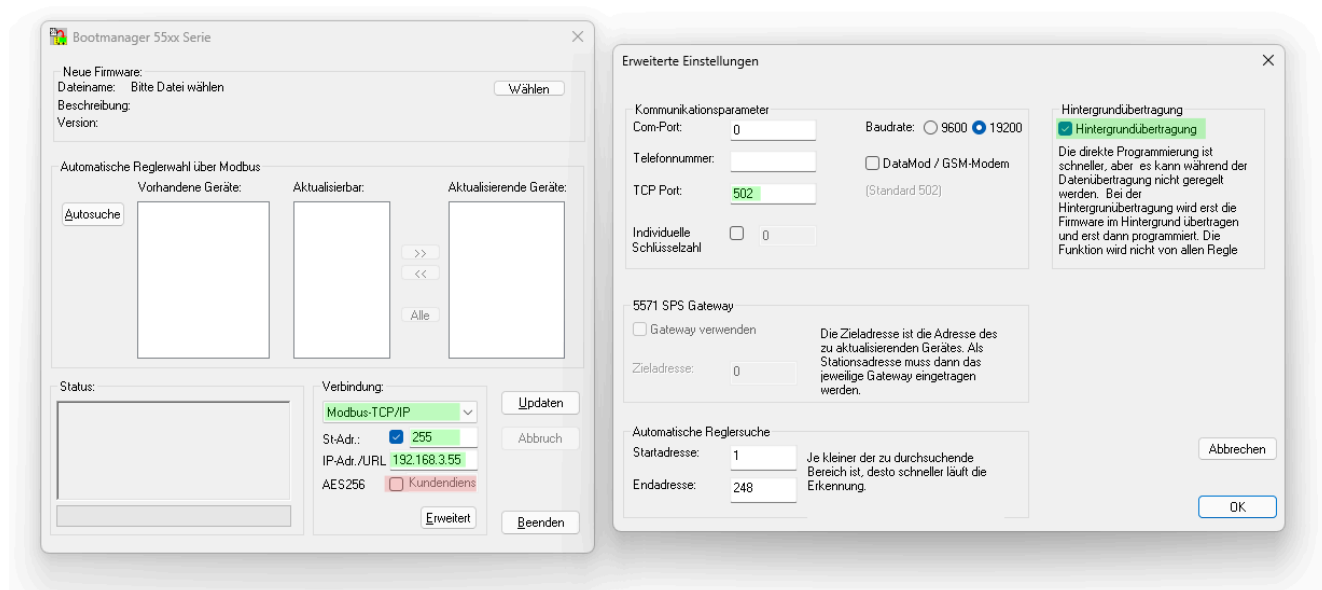 Bootmanager 55xx Serie
Neue Firmware:
Dateiname: Bitte Datei wählen
Wählen
Beschreibung:
Version:
Automatische Reglerwahl über Modbus
Vorhandene Geräte:
Aktualisierbar:
Aktualisierende Geräte:
Autosuche
>>
<<
Alle
Status:
Verbindung:
Modbus-TCP/IP
St-Adr.: 255
IP-Adr./URL 192.168.3.55
AES256 Kundendiens
Erweitert
Updaten
Abbruch
Beenden
Erweiterte Einstellungen
Kommunikationsparameter
Com-Port: 0
Baudrate: 9600 19200
Telefonnummer:
DataMod / GSM-Modem
TCP Port: 502
(Standard 502)
Individuelle
Schlüsselzahl
0
Hintergrundübertragung
Hintergrundübertragung
Die direkte Programmierung ist
schneller, aber es kann während der
Datenübertragung nicht geregelt
werden. Bei der
Hintergrunübertragung wird erst die
Firmware im Hintergrund übertragen
und erst dann programmiert. Die
Funktion wird nicht von allen Regle
5571 SPS Gateway
Gateway verwenden
Zieladresse: 0
Die Zieladresse ist die Adresse des
zu aktualisierenden Gerätes. Als
Stationsadresse muss dann das
jeweilige Gateway eingetragen
werden.
Automatische Reglersuche
Startadresse: 1
Endadresse: 248
Je kleiner der zu durchsuchende
Bereich ist, desto schneller läuft die
Erkennung.
Abbrechen
OK